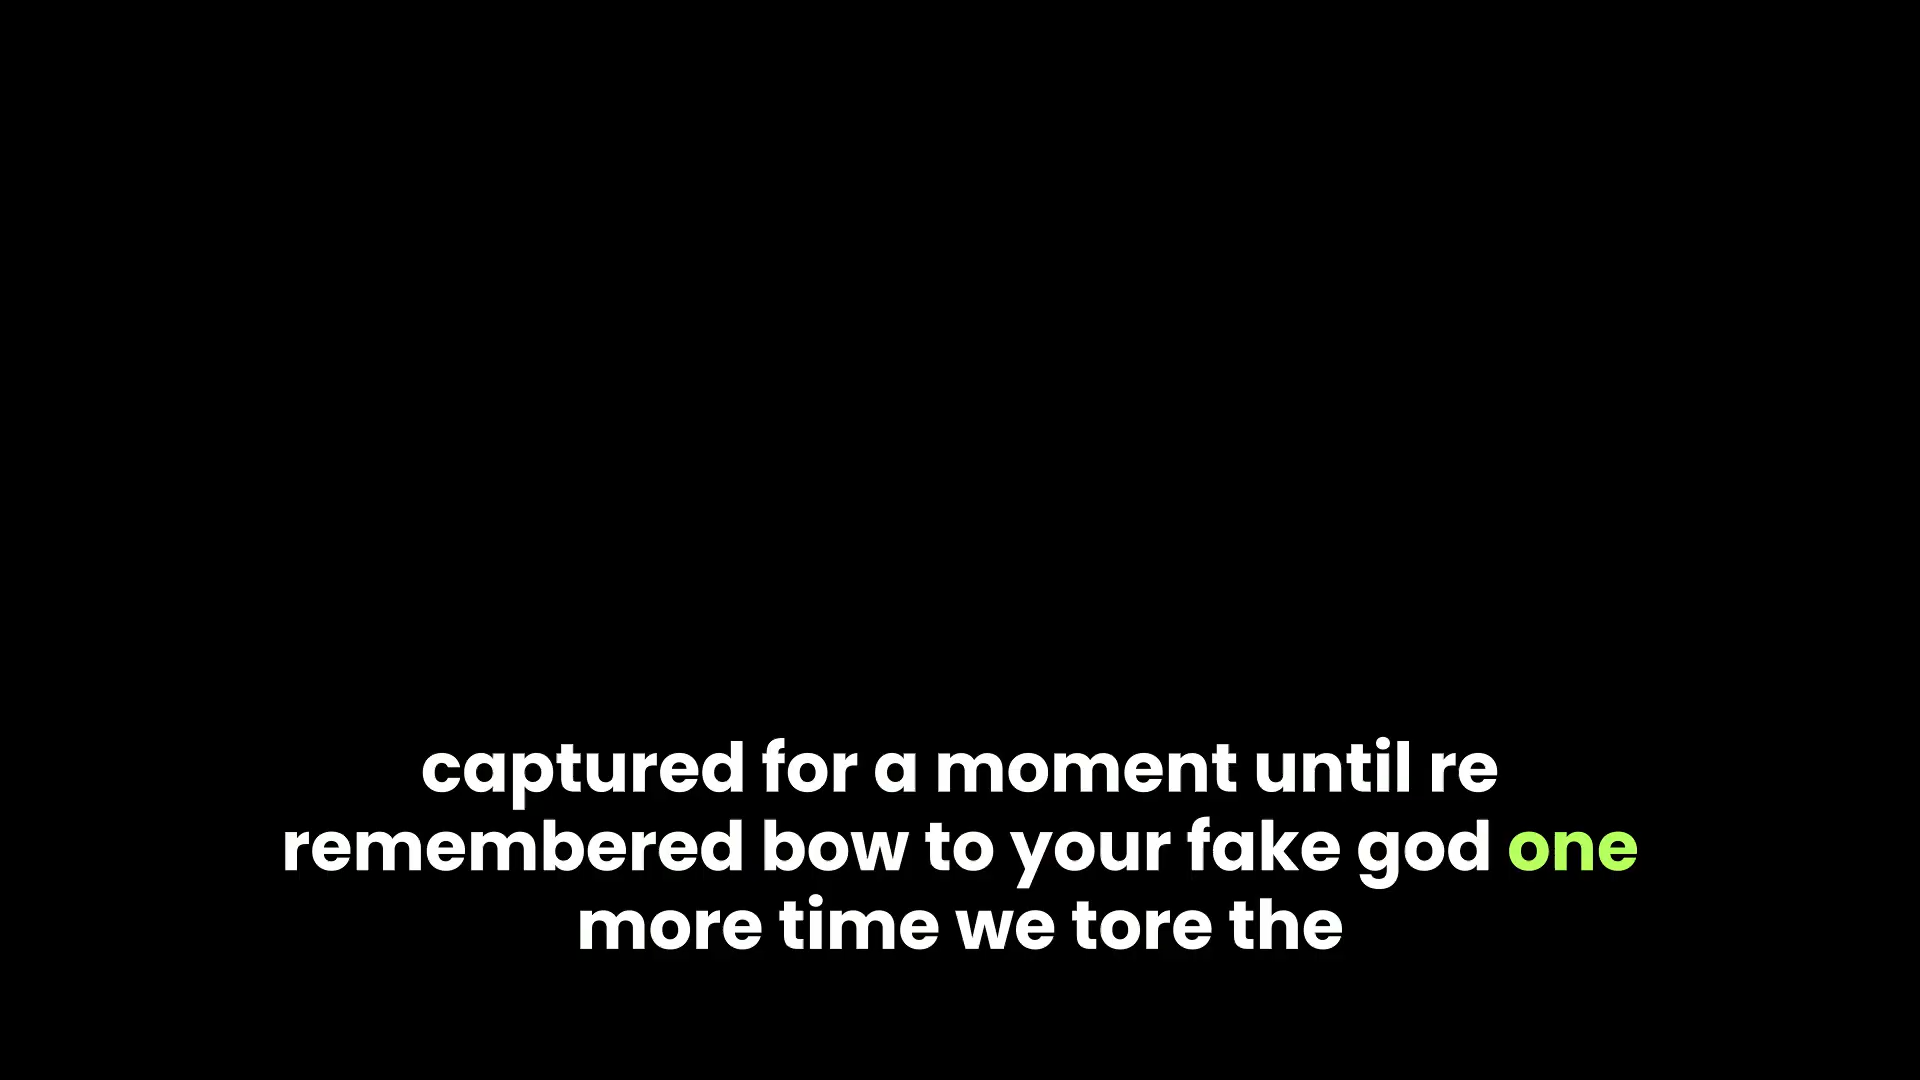 captured for a moment until re
remembered bow to your fake god one
more time we tore the